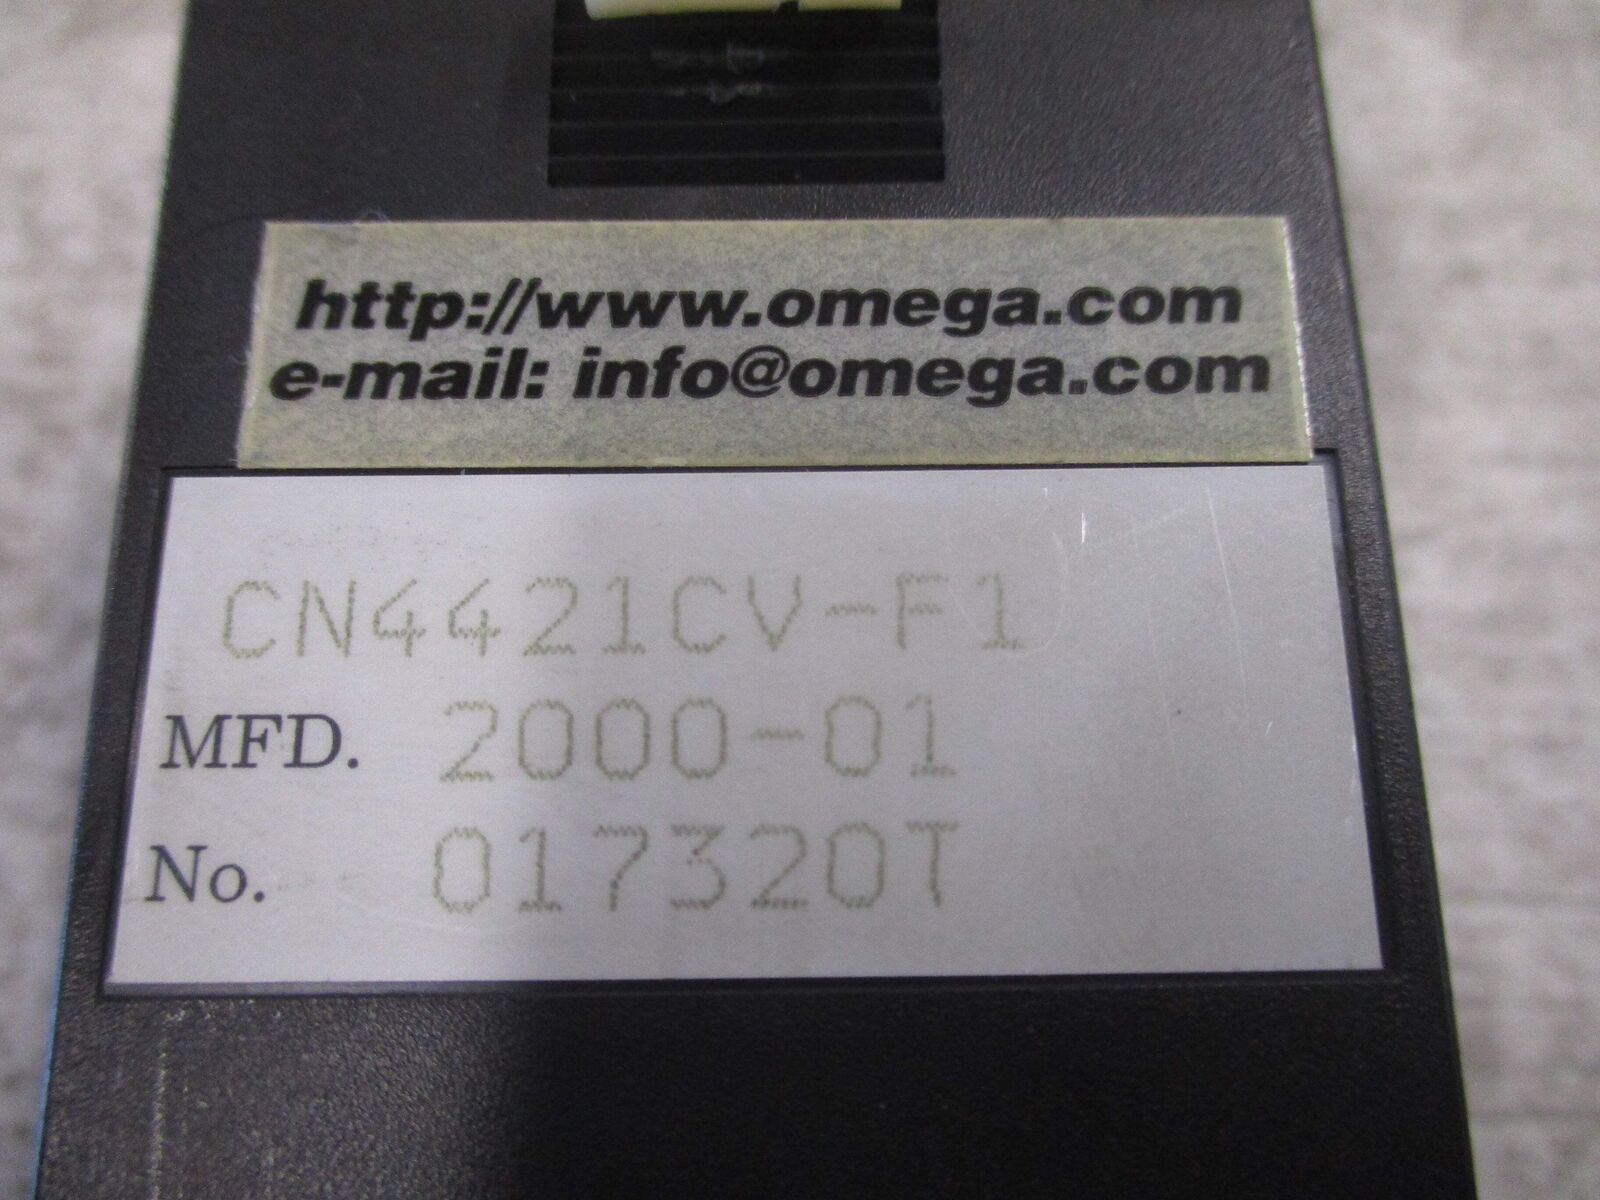 http://www.omega.com
e-mail: info@omega.com
CN4421CV-F1
MFD. 2000-01
No. 017320T